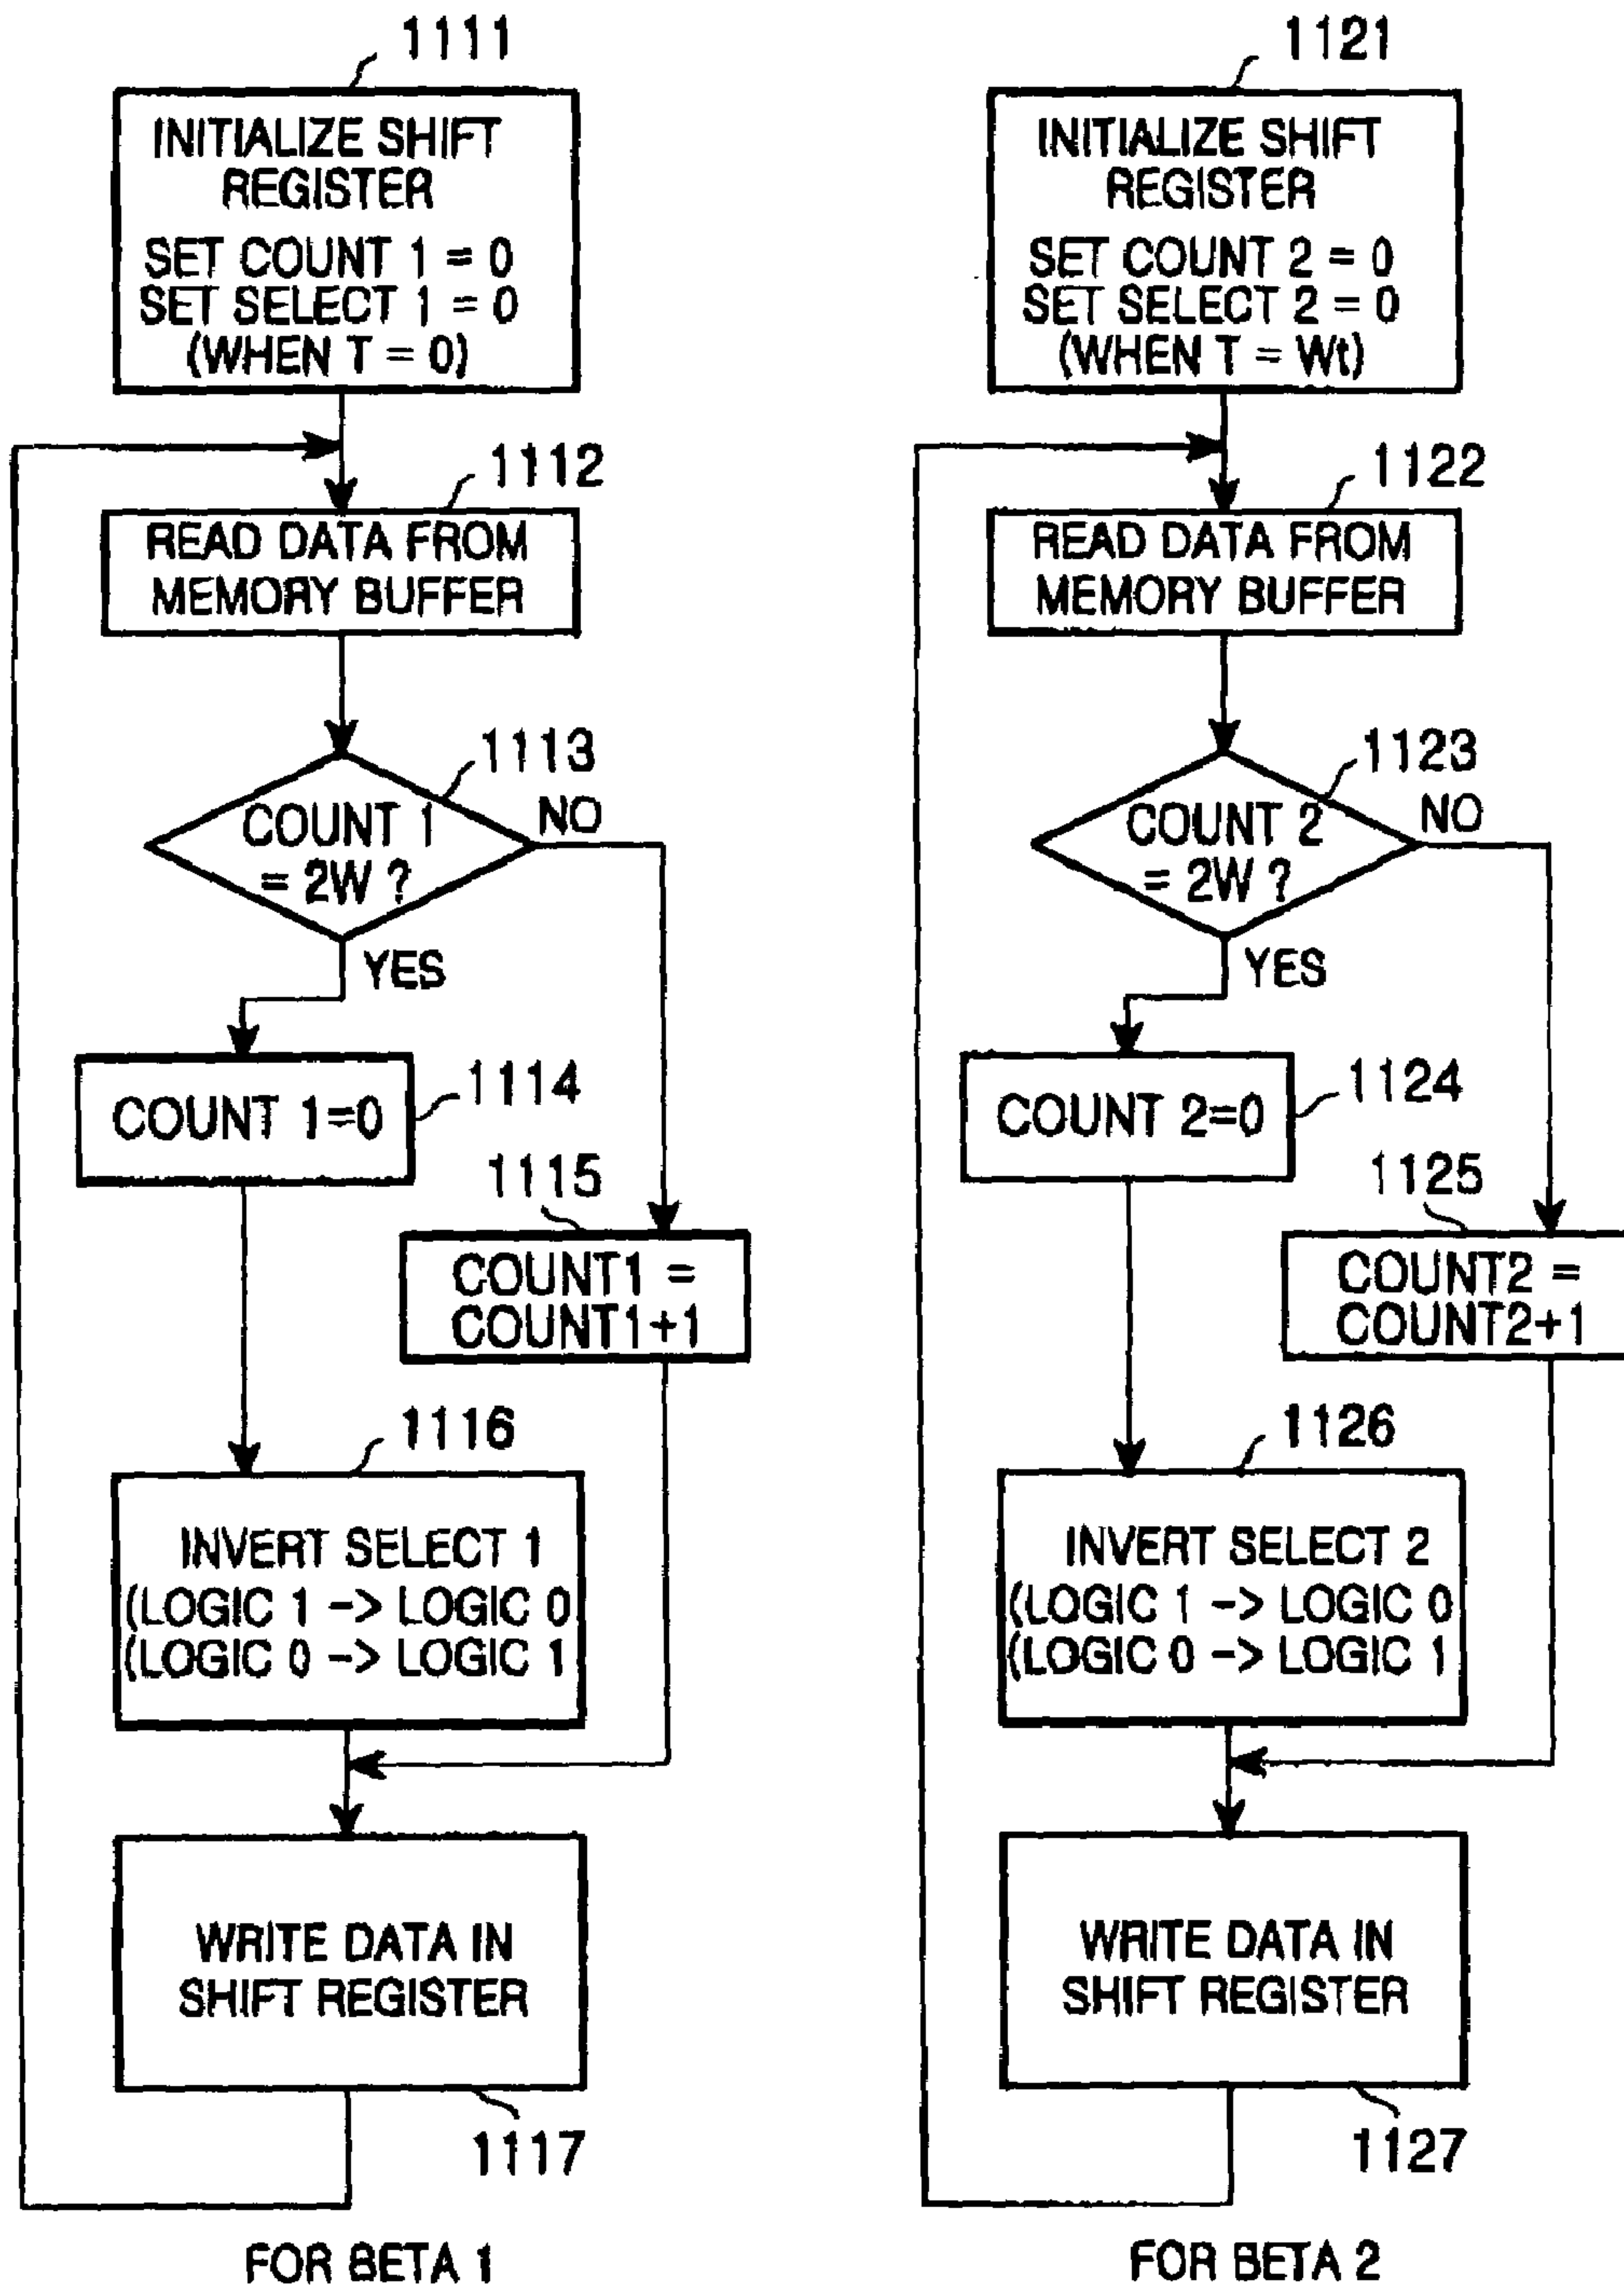 1111
INITIALIZE SHIFT
REGISTER
SET COUNT 1 = 0
SET SELECT 1 = 0
(WHEN T = 0)
1112
READ DATA FROM
MEMORY BUFFER
1113
COUNT 1
= 2W ?
NO
YES
COUNT 1=0
1114
1115
COUNT1 =
COUNT1+1
1116
INVERT SELECT 1
(LOGIC 1 -> LOGIC 0
(LOGIC 0 -> LOGIC 1
WRITE DATA IN
SHIFT REGISTER
1117
FOR BETA 1
1121
INITIALIZE SHIFT
REGISTER
SET COUNT 2 = 0
SET SELECT 2 = 0
(WHEN T = Wt)
1122
READ DATA FROM
MEMORY BUFFER
1123
COUNT 2
= 2W ?
NO
YES
COUNT 2=0
1124
1125
COUNT2 =
COUNT2+1
1126
INVERT SELECT 2
(LOGIC 1 -> LOGIC 0
(LOGIC 0 -> LOGIC 1
WRITE DATA IN
SHIFT REGISTER
1127
FOR BETA 2